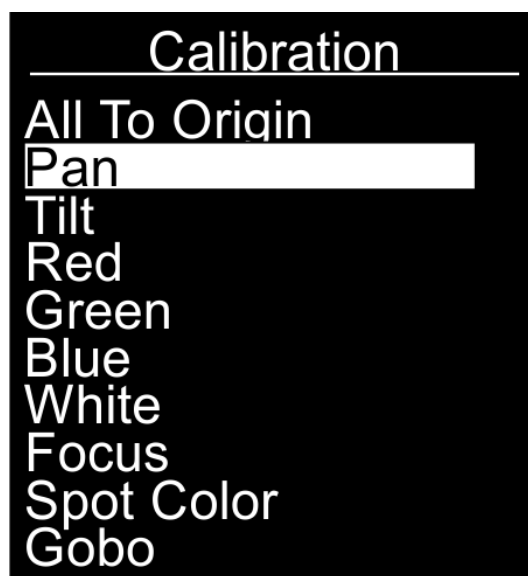 Calibration
All To Origin
Pan
Tilt
Red
Green
Blue
White
Focus
Spot Color
Gobo